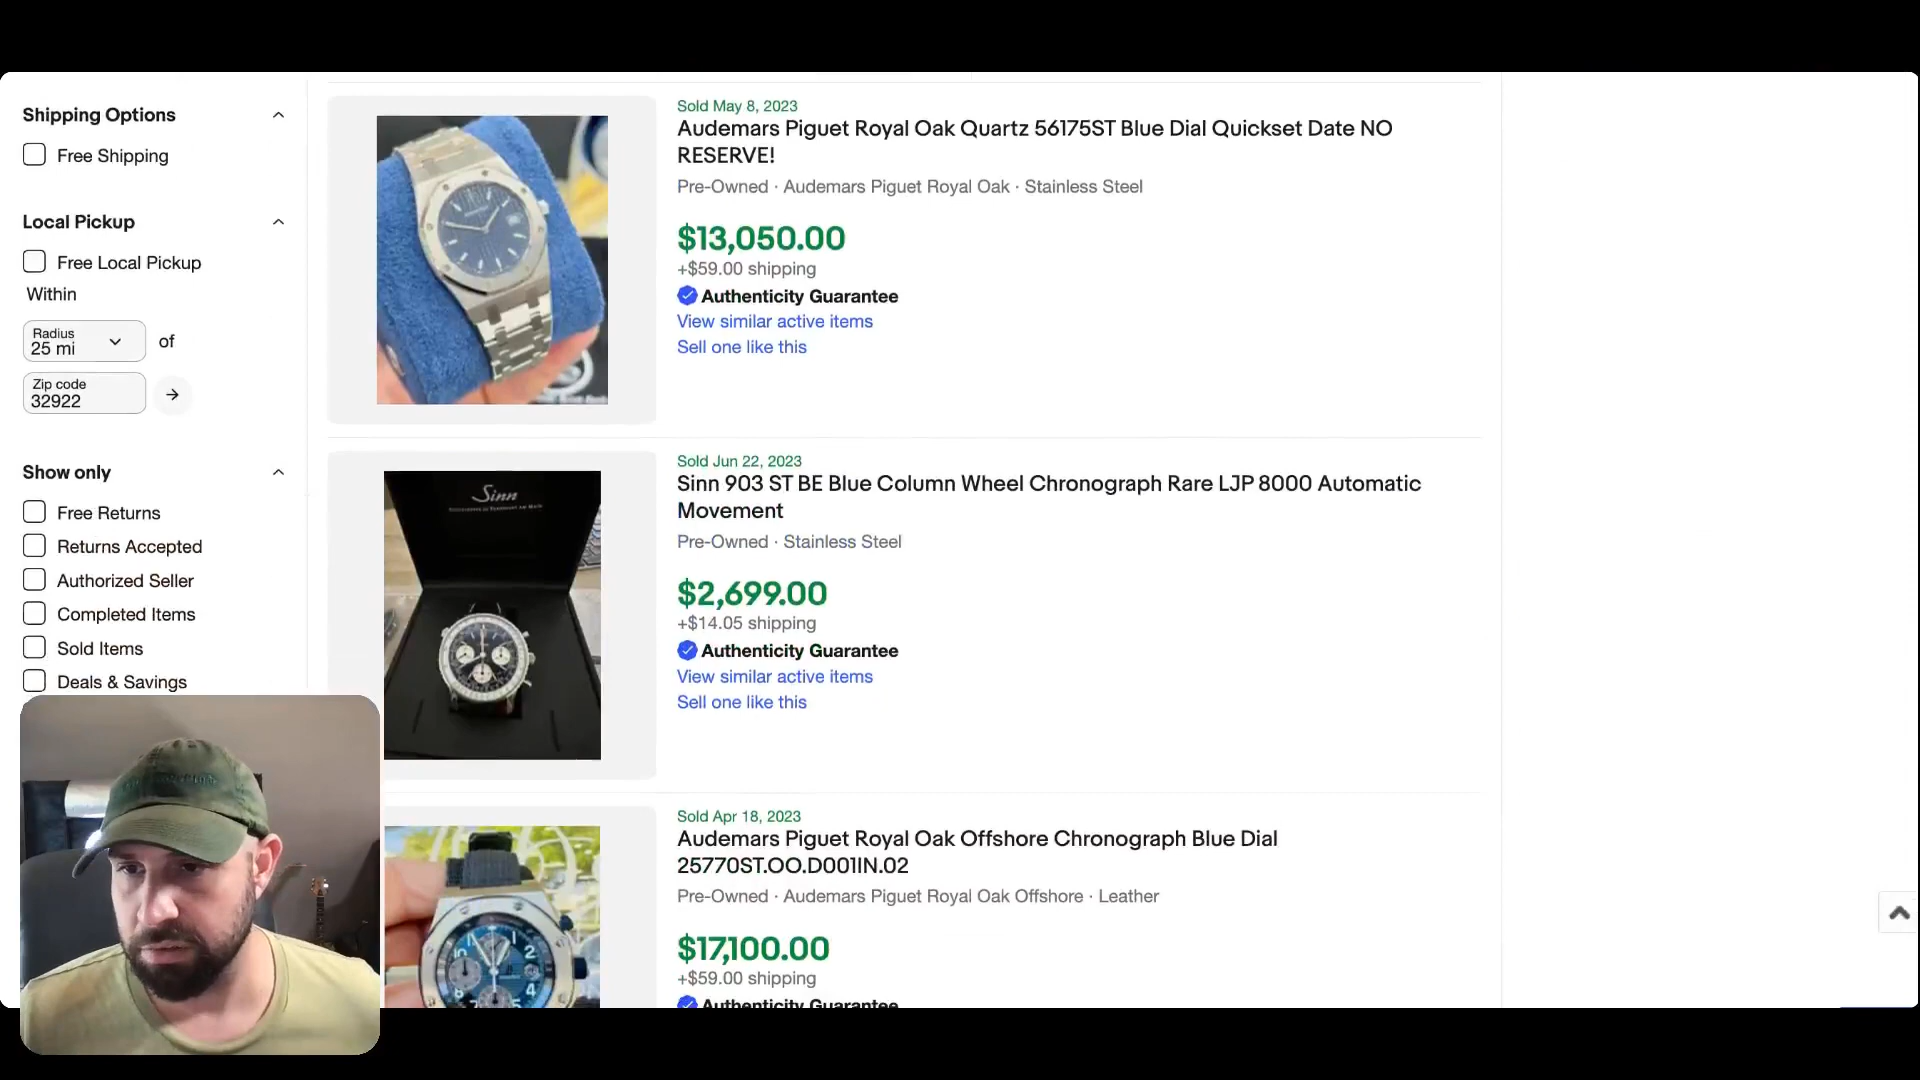 Shipping Options
Free Shipping
Local Pickup
Free Local Pickup
Within
Radius
25 mi
of
Zip code
32922
Show only
Free Returns
Returns Accepted
Authorized Seller
Completed Items
Sold Items
Deals & Savings
Sold May 8, 2023
Audemars Piguet Royal Oak Quartz 56175ST Blue Dial Quickset Date NO
RESERVE!
Pre-Owned · Audemars Piguet Royal Oak · Stainless Steel
$13,050.00
+$59.00 shipping
Authenticity Guarantee
View similar active items
Sell one like this
Sinn
Sold Jun 22, 2023
Sinn 903 ST BE Blue Column Wheel Chronograph Rare LJP 8000 Automatic
Movement
Pre-Owned · Stainless Steel
$2,699.00
+$14.05 shipping
Authenticity Guarantee
View similar active items
Sell one like this
Sold Apr 18, 2023
Audemars Piguet Royal Oak Offshore Chronograph Blue Dial
25770ST.OO.D001IN.02
Pre-Owned · Audemars Piguet Royal Oak Offshore · Leather
$17,100.00
+$59.00 shipping
Authenticity Guarantee